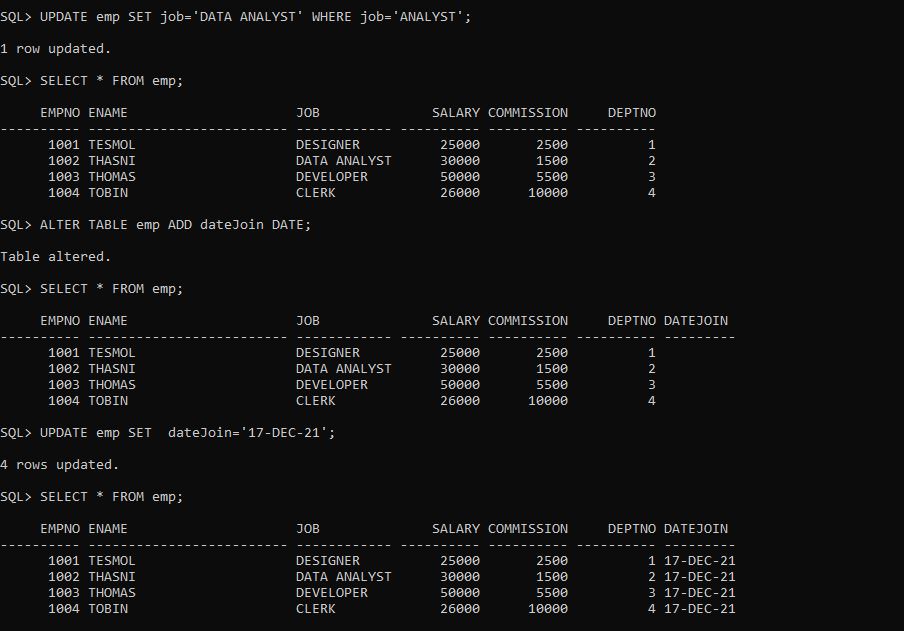 SQL> UPDATE emp SET job='DATA ANALYST' WHERE job='ANALYST';
1 row updated.
SQL> SELECT * FROM emp;
     EMPNO ENAME                     JOB              SALARY COMMISSION     DEPTNO
---------- ------------------------- ------------ ---------- ---------- ----------
      1001 TESMOL                    DESIGNER          25000       2500          1
      1002 THASNI                    DATA ANALYST      30000       1500          2
      1003 THOMAS                    DEVELOPER         50000       5500          3
      1004 TOBIN                     CLERK             26000      10000          4
SQL> ALTER TABLE emp ADD dateJoin DATE;
Table altered.
SQL> SELECT * FROM emp;
     EMPNO ENAME                     JOB              SALARY COMMISSION     DEPTNO DATEJOIN
---------- ------------------------- ------------ ---------- ---------- ---------- ---------
      1001 TESMOL                    DESIGNER          25000       2500          1
      1002 THASNI                    DATA ANALYST      30000       1500          2
      1003 THOMAS                    DEVELOPER         50000       5500          3
      1004 TOBIN                     CLERK             26000      10000          4
SQL> UPDATE emp SET  dateJoin='17-DEC-21';
4 rows updated.
SQL> SELECT * FROM emp;
     EMPNO ENAME                     JOB              SALARY COMMISSION     DEPTNO DATEJOIN
---------- ------------------------- ------------ ---------- ---------- ---------- ---------
      1001 TESMOL                    DESIGNER          25000       2500          1 17-DEC-21
      1002 THASNI                    DATA ANALYST      30000       1500          2 17-DEC-21
      1003 THOMAS                    DEVELOPER         50000       5500          3 17-DEC-21
      1004 TOBIN                     CLERK             26000      10000          4 17-DEC-21